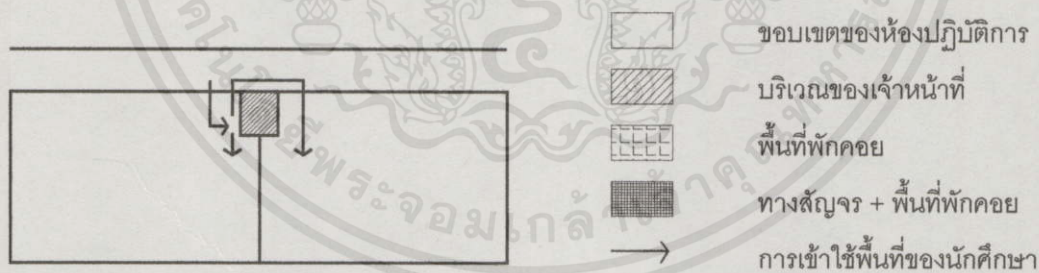 ขอบเขตของห้องปฏิบัติการ
บริเวณของเจ้าหน้าที่
พื้นที่พักคอย
ทางสัญจร + พื้นที่พักคอย
การเข้าใช้พื้นที่ของนักศึกษา